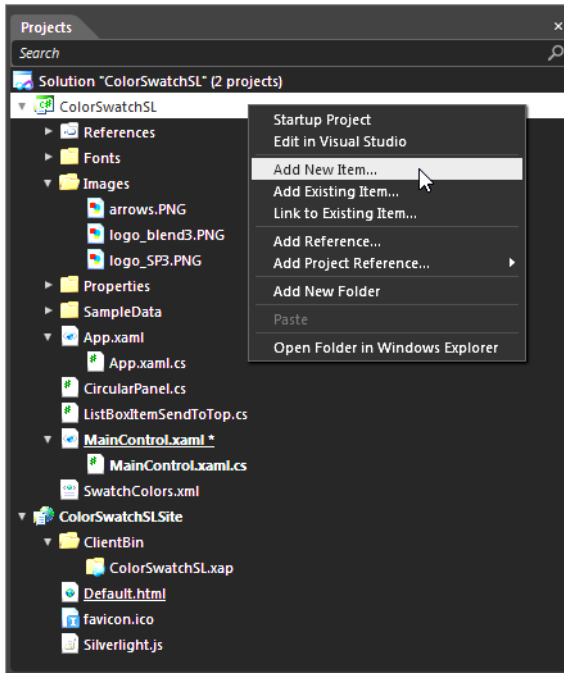 Projects
Search
Solution "ColorSwatchSL" (2 projects)
ColorSwatchSL
References
Fonts
Images
arrows.PNG
logo_blend3.PNG
logo_SP3.PNG
Properties
SampleData
App.xaml
App.xaml.cs
CircularPanel.cs
ListBoxItemSendToTop.cs
MainControl.xaml *
MainControl.xaml.cs
SwatchColors.xml
ColorSwatchSLSite
ClientBin
ColorSwatchSL.xap
Default.html
favicon.ico
Silverlight.js
Startup Project
Edit in Visual Studio
Add New Item...
Add Existing Item...
Link to Existing Item...
Add Reference...
Add Project Reference...
Add New Folder
Paste
Open Folder in Windows Explorer